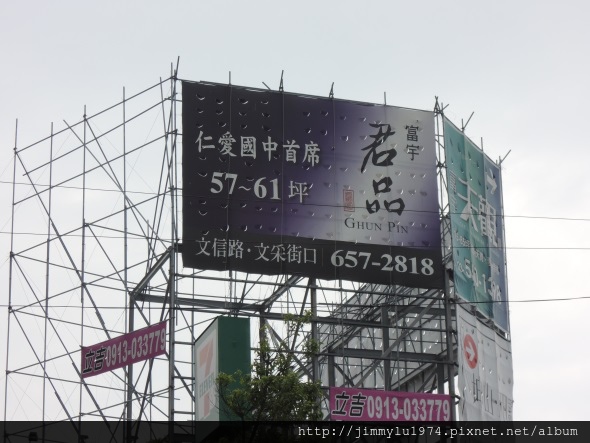 仁愛國中首席
57~61坪
富宇
君品
GHUN PIN
文信路·文采街口 657-2818
立吉0913-033779
立吉0913-033779
http://jimmylu1974.pixnet.net/album